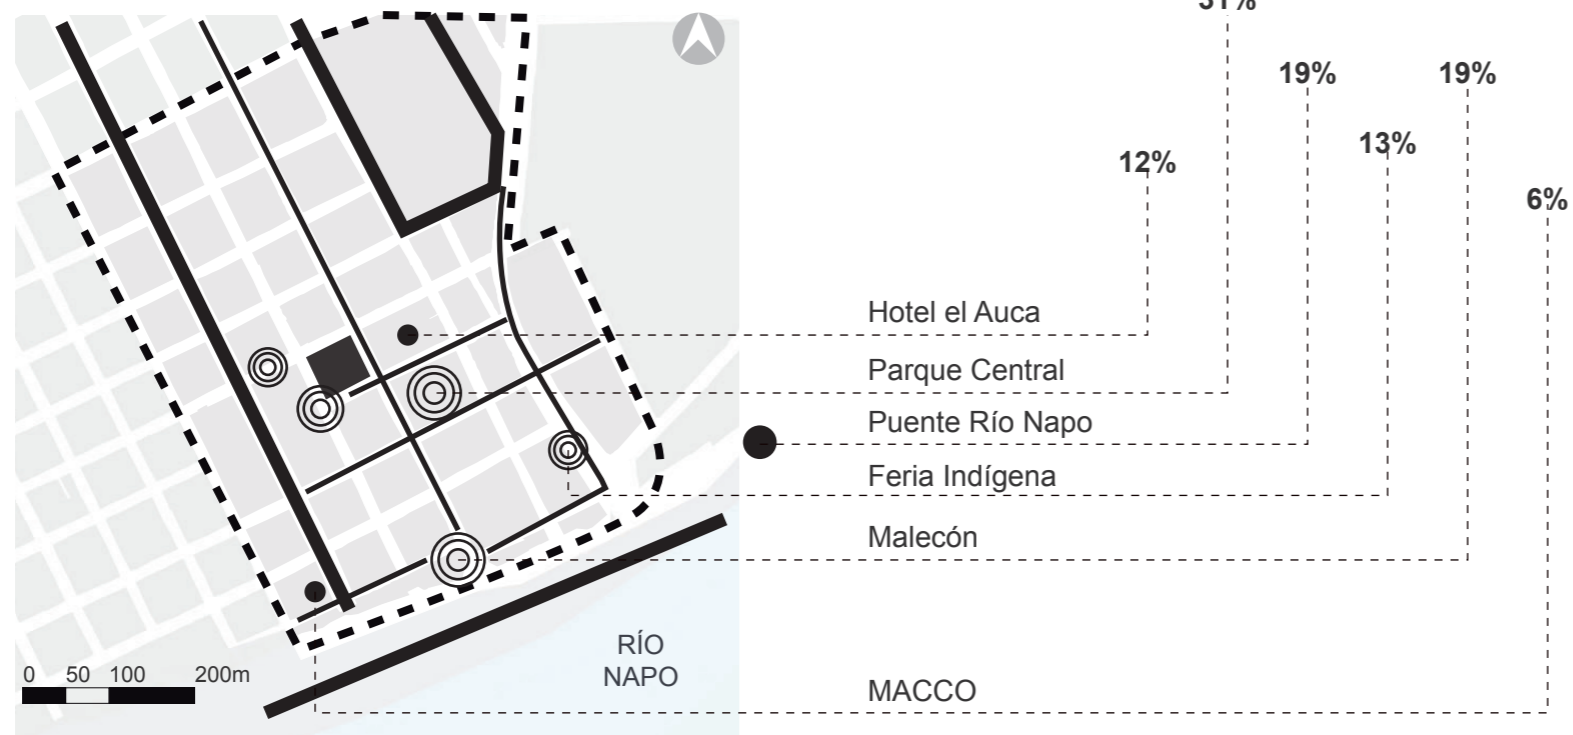 31%
19%
19%
13%
12%
6%
Hotel el Auca
Parque Central
Puente Río Napo
Feria Indígena
Malecón
RÍO
NAPO
0 50 100 200m
MACCO